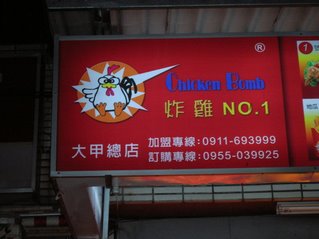 ®
Chicken Bomb
炸雞 NO.1
大甲總店
加盟專線:0911-693999
訂購專線:0955-039925
1